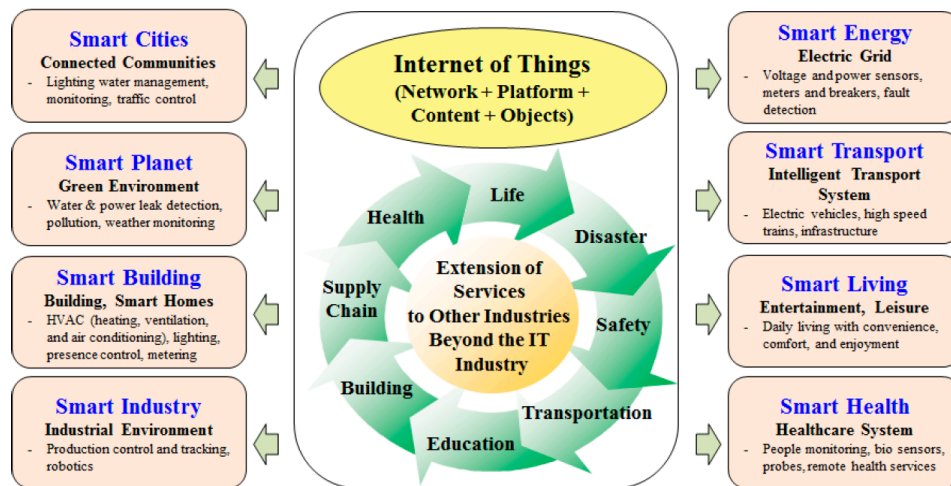 Smart Cities
Connected Communities
- Lighting water management,
monitoring, traffic control
Smart Planet
Green Environment
- Water & power leak detection,
pollution, weather monitoring
Smart Building
Building, Smart Homes
- HVAC (heating, ventilation,
and air conditioning), lighting,
presence control, metering
Smart Industry
Industrial Environment
- Production control and tracking,
robotics
Internet of Things
(Network + Platform +
Content + Objects)
Life
Disaster
Safety
Transportation
Education
Building
Supply
Chain
Health
Extension of
Services
to Other Industries
Beyond the IT
Industry
Smart Energy
Electric Grid
- Voltage and power sensors,
meters and breakers, fault
detection
Smart Transport
Intelligent Transport
System
- Electric vehicles, high speed
trains, infrastructure
Smart Living
Entertainment, Leisure
- Daily living with convenience,
comfort, and enjoyment
Smart Health
Healthcare System
- People monitoring, bio sensors,
probes, remote health services